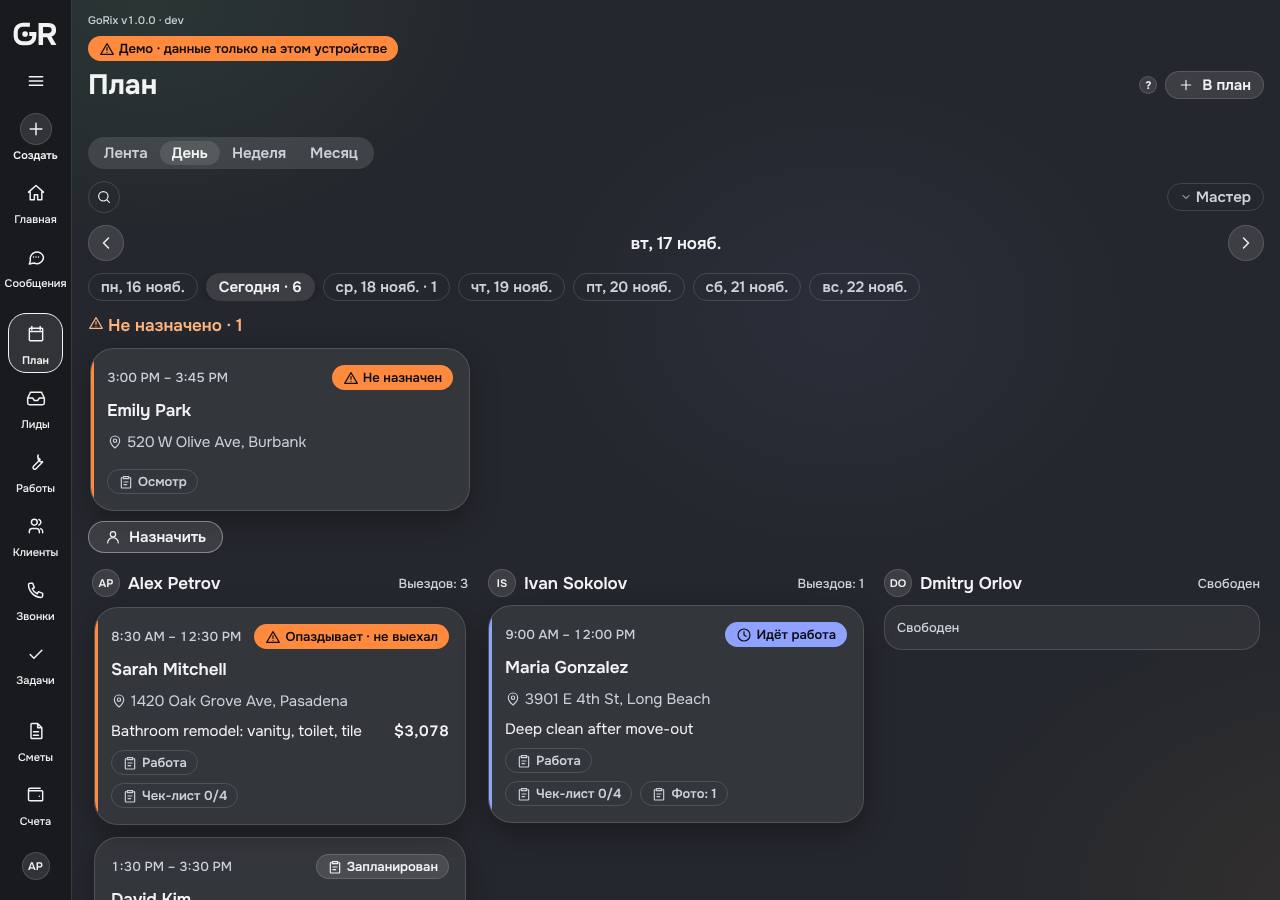 GR
GoRix v1.0.0 · dev
Демо · данные только на этом устройстве
План
?
В план
Создать
Главная
Сообщения
План
Лиды
Работы
Клиенты
Звонки
Задачи
Сметы
Счета
AP
Лента
День
Неделя
Месяц
Мастер
вт, 17 нояб.
пн, 16 нояб.
Сегодня · 6
ср, 18 нояб. · 1
чт, 19 нояб.
пт, 20 нояб.
сб, 21 нояб.
вс, 22 нояб.
Не назначено · 1
3:00 PM – 3:45 PM
Не назначен
Emily Park
520 W Olive Ave, Burbank
Осмотр
Назначить
AP
Alex Petrov
Выездов: 3
8:30 AM – 12:30 PM
Опаздывает · не выехал
Sarah Mitchell
1420 Oak Grove Ave, Pasadena
Bathroom remodel: vanity, toilet, tile
$3,078
Работа
Чек-лист 0/4
1:30 PM – 3:30 PM
Запланирован
David Kim
IS
Ivan Sokolov
Выездов: 1
9:00 AM – 12:00 PM
Идёт работа
Maria Gonzalez
3901 E 4th St, Long Beach
Deep clean after move-out
Работа
Чек-лист 0/4
Фото: 1
DO
Dmitry Orlov
Свободен
Свободен